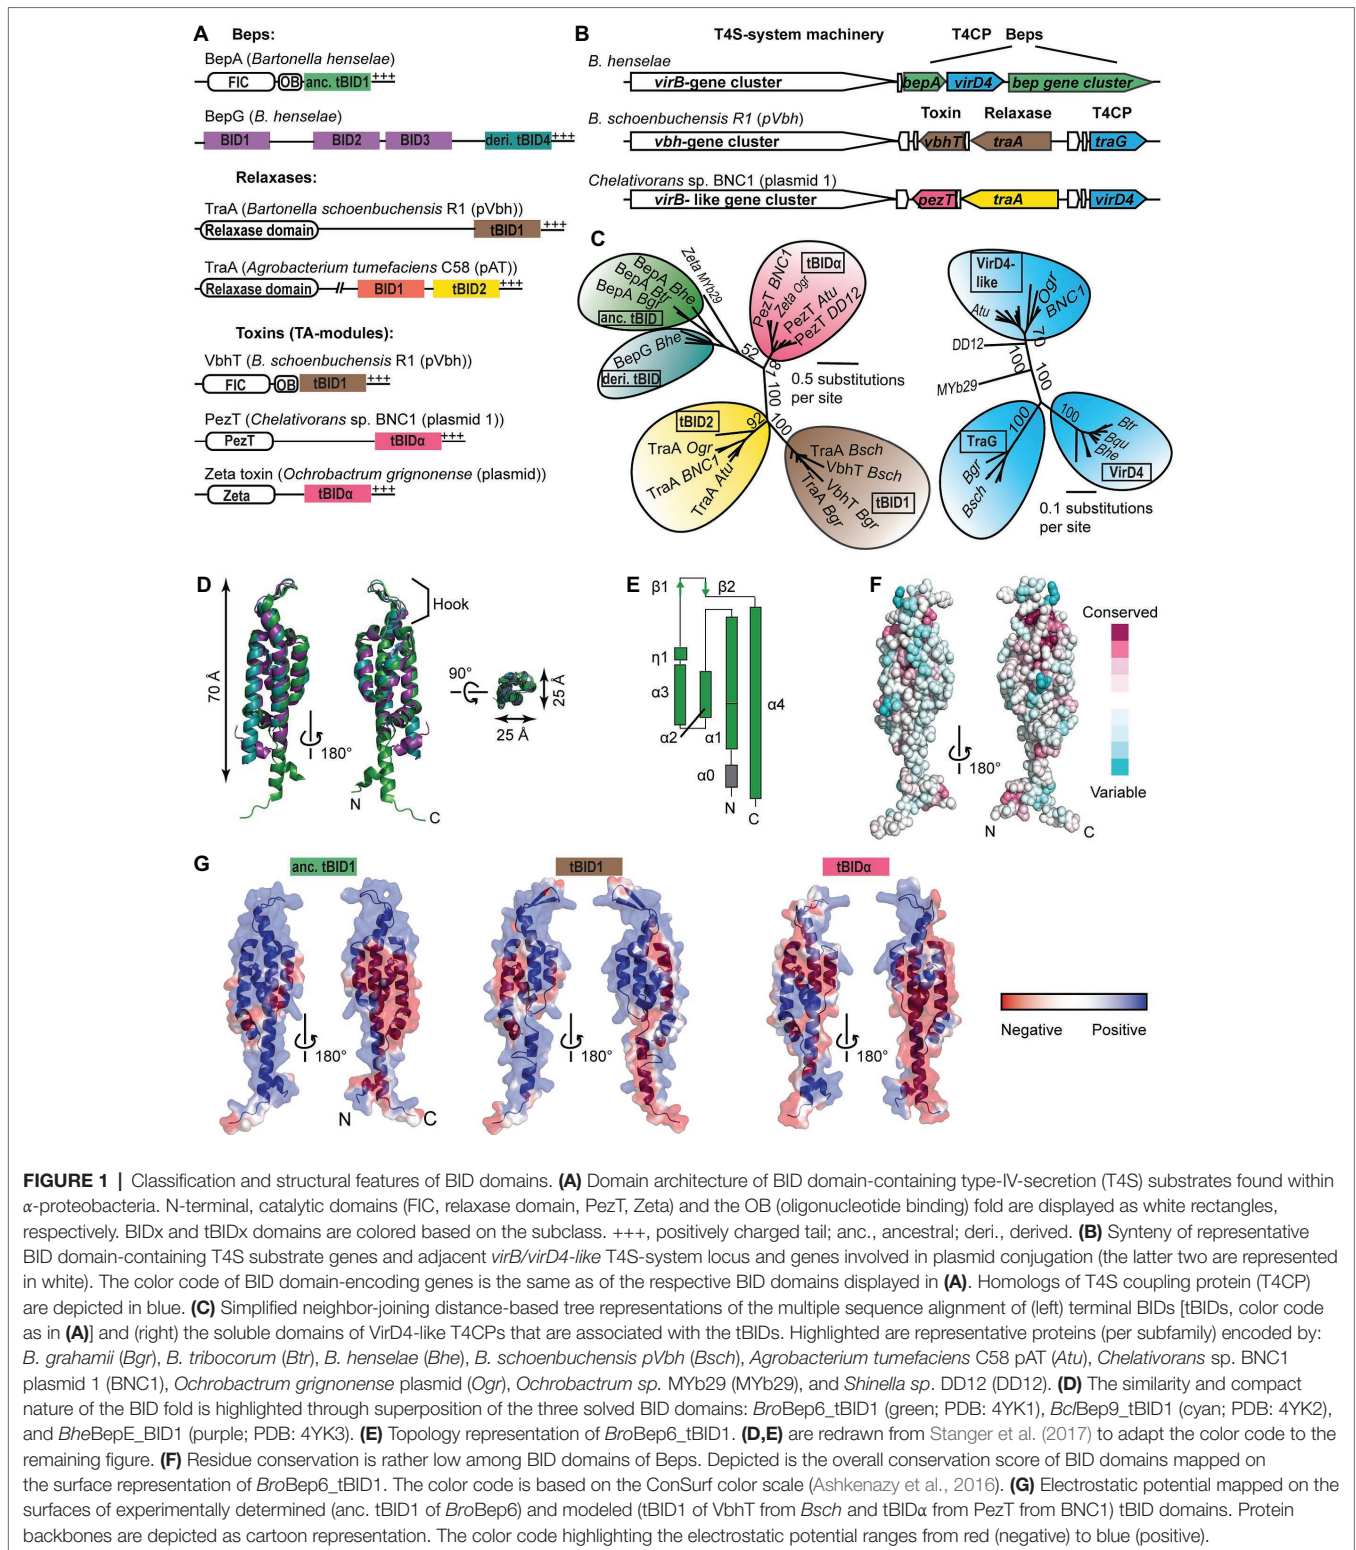 A
Beps:
BepA (Bartonella henselae)
FIC
OB
anc. tBID1
+++
BepG (B. henselae)
BID1
BID2
BID3
deri. tBID4
+++
Relaxases:
TraA (Bartonella schoenbuchensis R1 (pVbh))
Relaxase domain
tBID1
+++
TraA (Agrobacterium tumefaciens C58 (pAT))
Relaxase domain
BID1
tBID2
+++
Toxins (TA-modules):
VbhT (B. schoenbuchensis R1 (pVbh))
FIC
OB
tBID1
+++
PezT (Chelativorans sp. BNC1 (plasmid 1))
PezT
tBIDα
+++
Zeta toxin (Ochrobactrum grignonense (plasmid))
Zeta
tBIDα
+++
B
T4S-system machinery
T4CP
Beps
B. henselae
virB-gene cluster
bepA
virD4
bep gene cluster
B. schoenbuchensis R1 (pVbh)
Toxin
Relaxase
T4CP
vbh-gene cluster
vbhT
traA
traG
Chelativorans sp. BNC1 (plasmid 1)
virB- like gene cluster
pezT
traA
virD4
C
BepA Bhe
BepA Btr
BepA Bgr
anc. tBID
Zeta MYb29
BepG Bhe
deri. tBID
tBIDα
PezT BNC1
Zeta Ogr
PezT Atu
PezT DD12
52
81
100
0.5 substitutions
per site
92
100
tBID2
TraA Ogr
TraA BNC1
TraA Atu
TraA Bsch
VbhT Bsch
VbhT Bgr
TraA Bgr
tBID1
VirD4-
like
Ogr
BNC1
Atu
70
DD12
100
100
MYb29
100
TraG
Bgr
Bsch
100
Btr
Bqu
Bhe
VirD4
0.1 substitutions
per site
D
70 Å
180°
Hook
N
C
90°
25 Å
25 Å
E
β1
β2
η1
α3
α2
α1
α4
α0
N
C
F
180°
N
C
Conserved
Variable
G
anc. tBID1
180°
N
C
tBID1
180°
tBIDα
180°
Negative
Positive
FIGURE 1 | Classification and structural features of BID domains. (A) Domain architecture of BID domain-containing type-IV-secretion (T4S) substrates found within
α-proteobacteria. N-terminal, catalytic domains (FIC, relaxase domain, PezT, Zeta) and the OB (oligonucleotide binding) fold are displayed as white rectangles,
respectively. BIDx and tBIDx domains are colored based on the subclass. +++, positively charged tail; anc., ancestral; deri., derived. (B) Synteny of representative
BID domain-containing T4S substrate genes and adjacent virB/virD4-like T4S-system locus and genes involved in plasmid conjugation (the latter two are represented
in white). The color code of BID domain-encoding genes is the same as of the respective BID domains displayed in (A). Homologs of T4S coupling protein (T4CP)
are depicted in blue. (C) Simplified neighbor-joining distance-based tree representations of the multiple sequence alignment of (left) terminal BIDs [tBIDs, color code
as in (A)] and (right) the soluble domains of VirD4-like T4CPs that are associated with the tBIDs. Highlighted are representative proteins (per subfamily) encoded by:
B. grahamii (Bgr), B. tribocorum (Btr), B. henselae (Bhe), B. schoenbuchensis pVbh (Bsch), Agrobacterium tumefaciens C58 pAT (Atu), Chelativorans sp. BNC1
plasmid 1 (BNC1), Ochrobactrum grignonense plasmid (Ogr), Ochrobactrum sp. MYb29 (MYb29), and Shinella sp. DD12 (DD12). (D) The similarity and compact
nature of the BID fold is highlighted through superposition of the three solved BID domains: BroBep6_tBID1 (green; PDB: 4YK1), BclBep9_tBID1 (cyan; PDB: 4YK2),
and BheBepE_BID1 (purple; PDB: 4YK3). (E) Topology representation of BroBep6_tBID1. (D,E) are redrawn from Stanger et al. (2017) to adapt the color code to the
remaining figure. (F) Residue conservation is rather low among BID domains of Beps. Depicted is the overall conservation score of BID domains mapped on
the surface representation of BroBep6_tBID1. The color code is based on the ConSurf color scale (Ashkenazy et al., 2016). (G) Electrostatic potential mapped on the
surfaces of experimentally determined (anc. tBID1 of BroBep6) and modeled (tBID1 of VbhT from Bsch and tBIDα from PezT from BNC1) tBID domains. Protein
backbones are depicted as cartoon representation. The color code highlighting the electrostatic potential ranges from red (negative) to blue (positive).